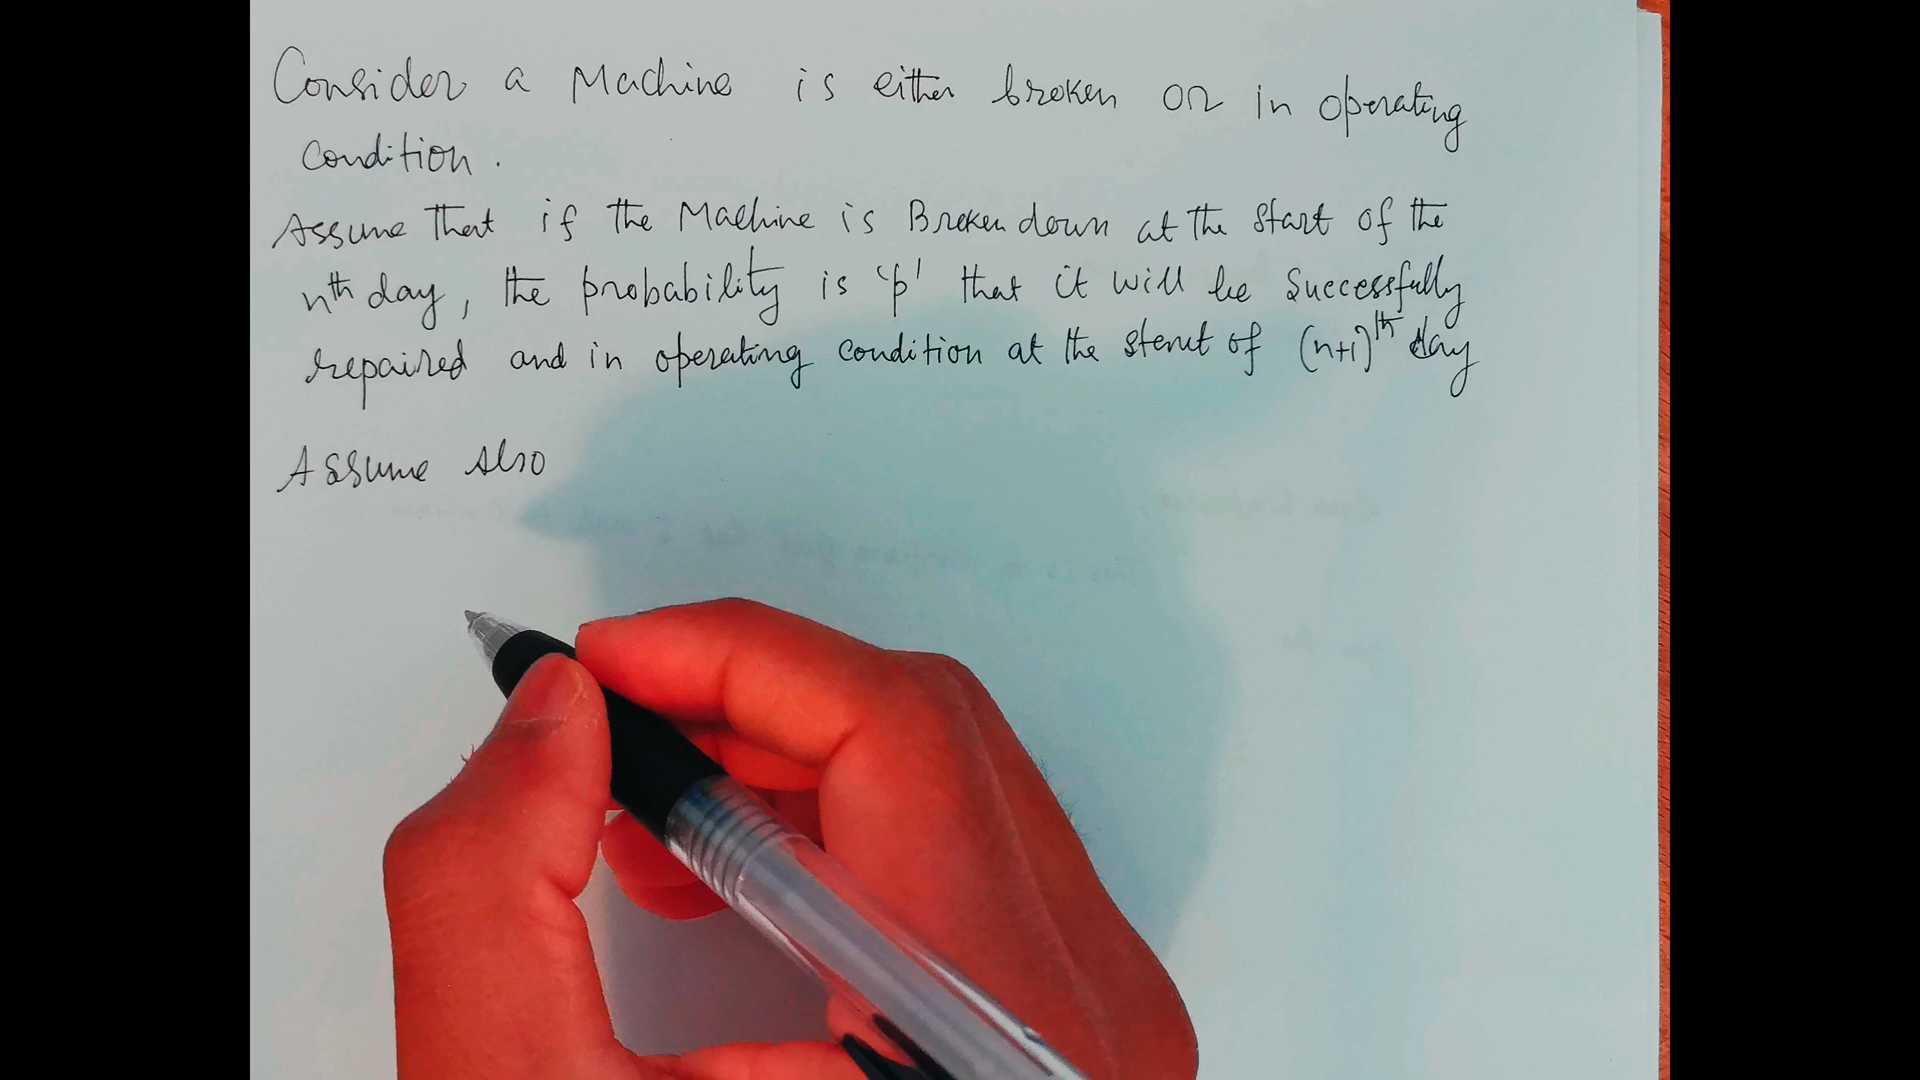 Consider a Machine is either broken or in operating
condition.
Assume that if the Machine is Broken down at the start of the
nth day, the probability is 'p' that it will be successfully
repaired and in operating condition at the start of (n+1)th day
Assume also